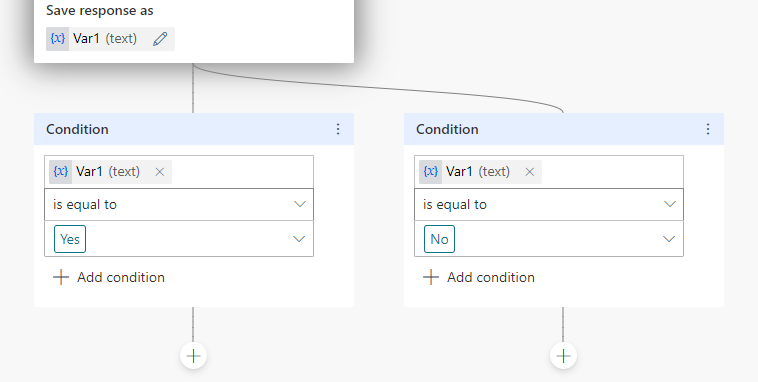 Save response as
{x} Var1 (text)
Condition
{x} Var1 (text)
is equal to
Yes
Add condition
Condition
{x} Var1 (text)
is equal to
No
Add condition